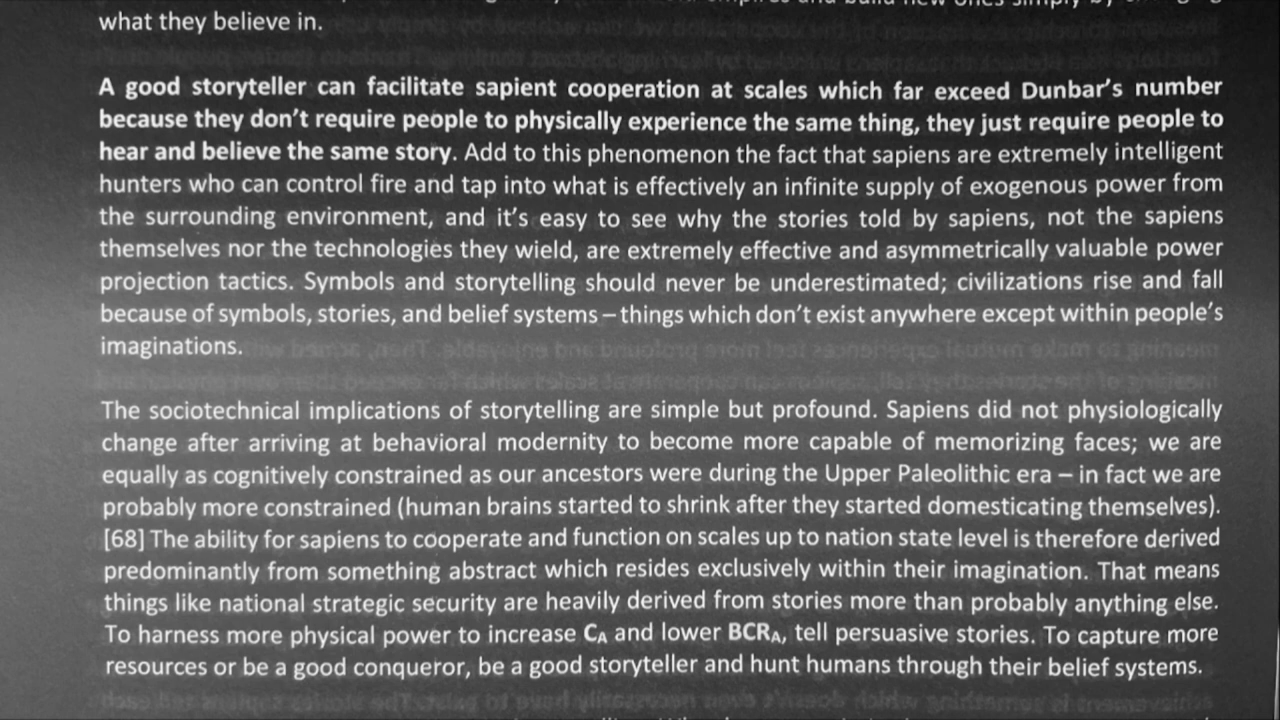 what they believe in.
A good storyteller can facilitate sapient cooperation at scales which far exceed Dunbar's number
because they don't require people to physically experience the same thing, they just require people to
hear and believe the same story. Add to this phenomenon the fact that sapiens are extremely intelligent
hunters who can control fire and tap into what is effectively an infinite supply of exogenous power from
the surrounding environment, and it's easy to see why the stories told by sapiens, not the sapiens
themselves nor the technologies they wield, are extremely effective and asymmetrically valuable power
projection tactics. Symbols and storytelling should never be underestimated; civilizations rise and fall
because of symbols, stories, and belief systems – things which don't exist anywhere except within people's
imaginations.
The sociotechnical implications of storytelling are simple but profound. Sapiens did not physiologically
change after arriving at behavioral modernity to become more capable of memorizing faces; we are
equally as cognitively constrained as our ancestors were during the Upper Paleolithic era – in fact we are
probably more constrained (human brains started to shrink after they started domesticating themselves).
[68] The ability for sapiens to cooperate and function on scales up to nation state level is therefore derived
predominantly from something abstract which resides exclusively within their imagination. That means
things like national strategic security are heavily derived from stories more than probably anything else.
To harness more physical power to increase CA and lower BCRA, tell persuasive stories. To capture more
resources or be a good conqueror, be a good storyteller and hunt humans through their belief systems.